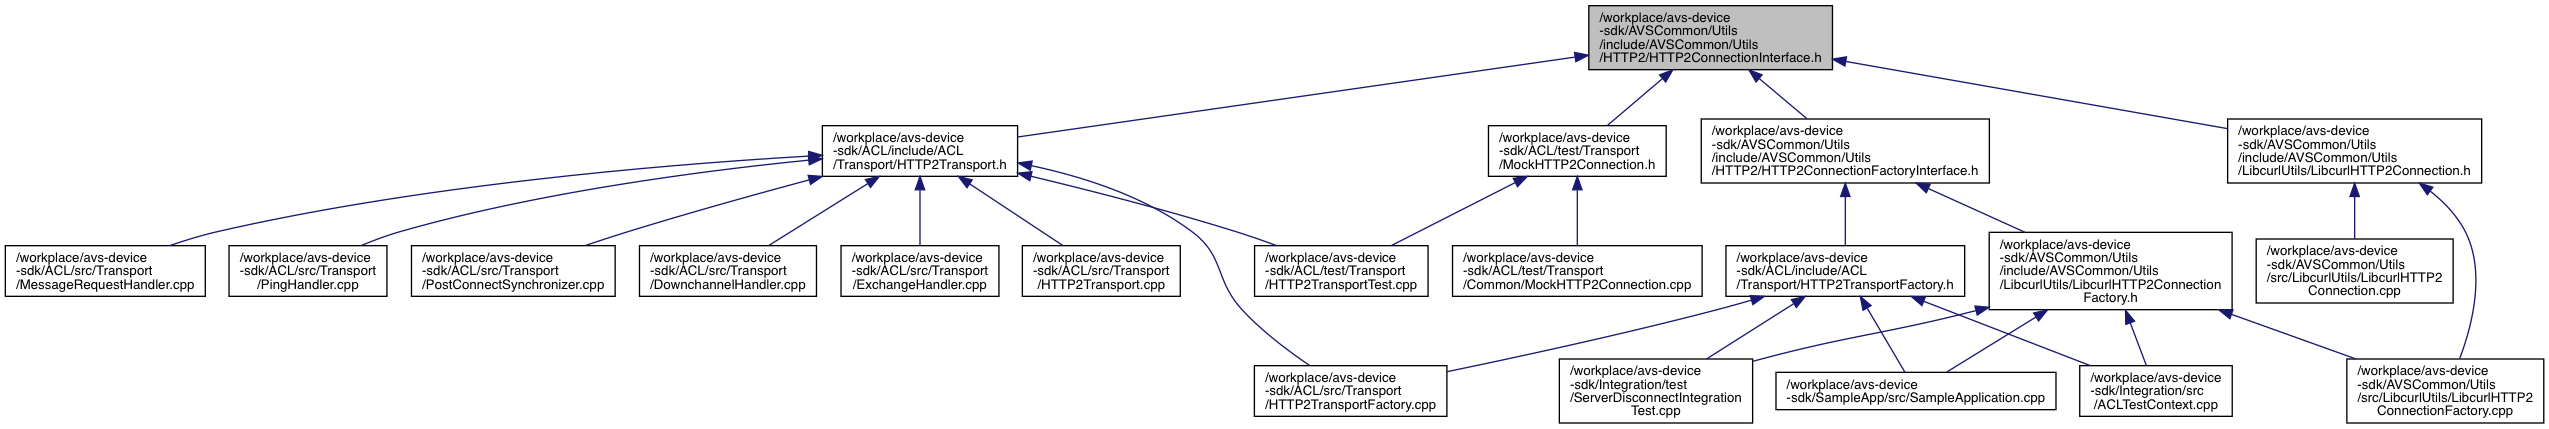 /workplace/avs-device
-sdk/AVSCommon/Utils
/include/AVSCommon/Utils
/HTTP2/HTTP2ConnectionInterface.h
/workplace/avs-device
-sdk/ACL/include/ACL
/Transport/HTTP2Transport.h
/workplace/avs-device
-sdk/ACL/test/Transport
/MockHTTP2Connection.h
/workplace/avs-device
-sdk/AVSCommon/Utils
/include/AVSCommon/Utils
/HTTP2/HTTP2ConnectionFactoryInterface.h
/workplace/avs-device
-sdk/AVSCommon/Utils
/include/AVSCommon/Utils
/LibcurlUtils/LibcurlHTTP2Connection.h
/workplace/avs-device
-sdk/ACL/src/Transport
/MessageRequestHandler.cpp
/workplace/avs-device
-sdk/ACL/src/Transport
/PingHandler.cpp
/workplace/avs-device
-sdk/ACL/src/Transport
/PostConnectSynchronizer.cpp
/workplace/avs-device
-sdk/ACL/src/Transport
/DownchannelHandler.cpp
/workplace/avs-device
-sdk/ACL/src/Transport
/ExchangeHandler.cpp
/workplace/avs-device
-sdk/ACL/src/Transport
/HTTP2Transport.cpp
/workplace/avs-device
-sdk/ACL/test/Transport
/HTTP2TransportTest.cpp
/workplace/avs-device
-sdk/ACL/test/Transport
/Common/MockHTTP2Connection.cpp
/workplace/avs-device
-sdk/ACL/include/ACL
/Transport/HTTP2TransportFactory.h
/workplace/avs-device
-sdk/AVSCommon/Utils
/include/AVSCommon/Utils
/LibcurlUtils/LibcurlHTTP2Connection
Factory.h
/workplace/avs-device
-sdk/AVSCommon/Utils
/src/LibcurlUtils/LibcurlHTTP2
Connection.cpp
/workplace/avs-device
-sdk/ACL/src/Transport
/HTTP2TransportFactory.cpp
/workplace/avs-device
-sdk/Integration/test
/ServerDisconnectIntegration
Test.cpp
/workplace/avs-device
-sdk/SampleApp/src/SampleApplication.cpp
/workplace/avs-device
-sdk/Integration/src
/ACLTestContext.cpp
/workplace/avs-device
-sdk/AVSCommon/Utils
/src/LibcurlUtils/LibcurlHTTP2
ConnectionFactory.cpp